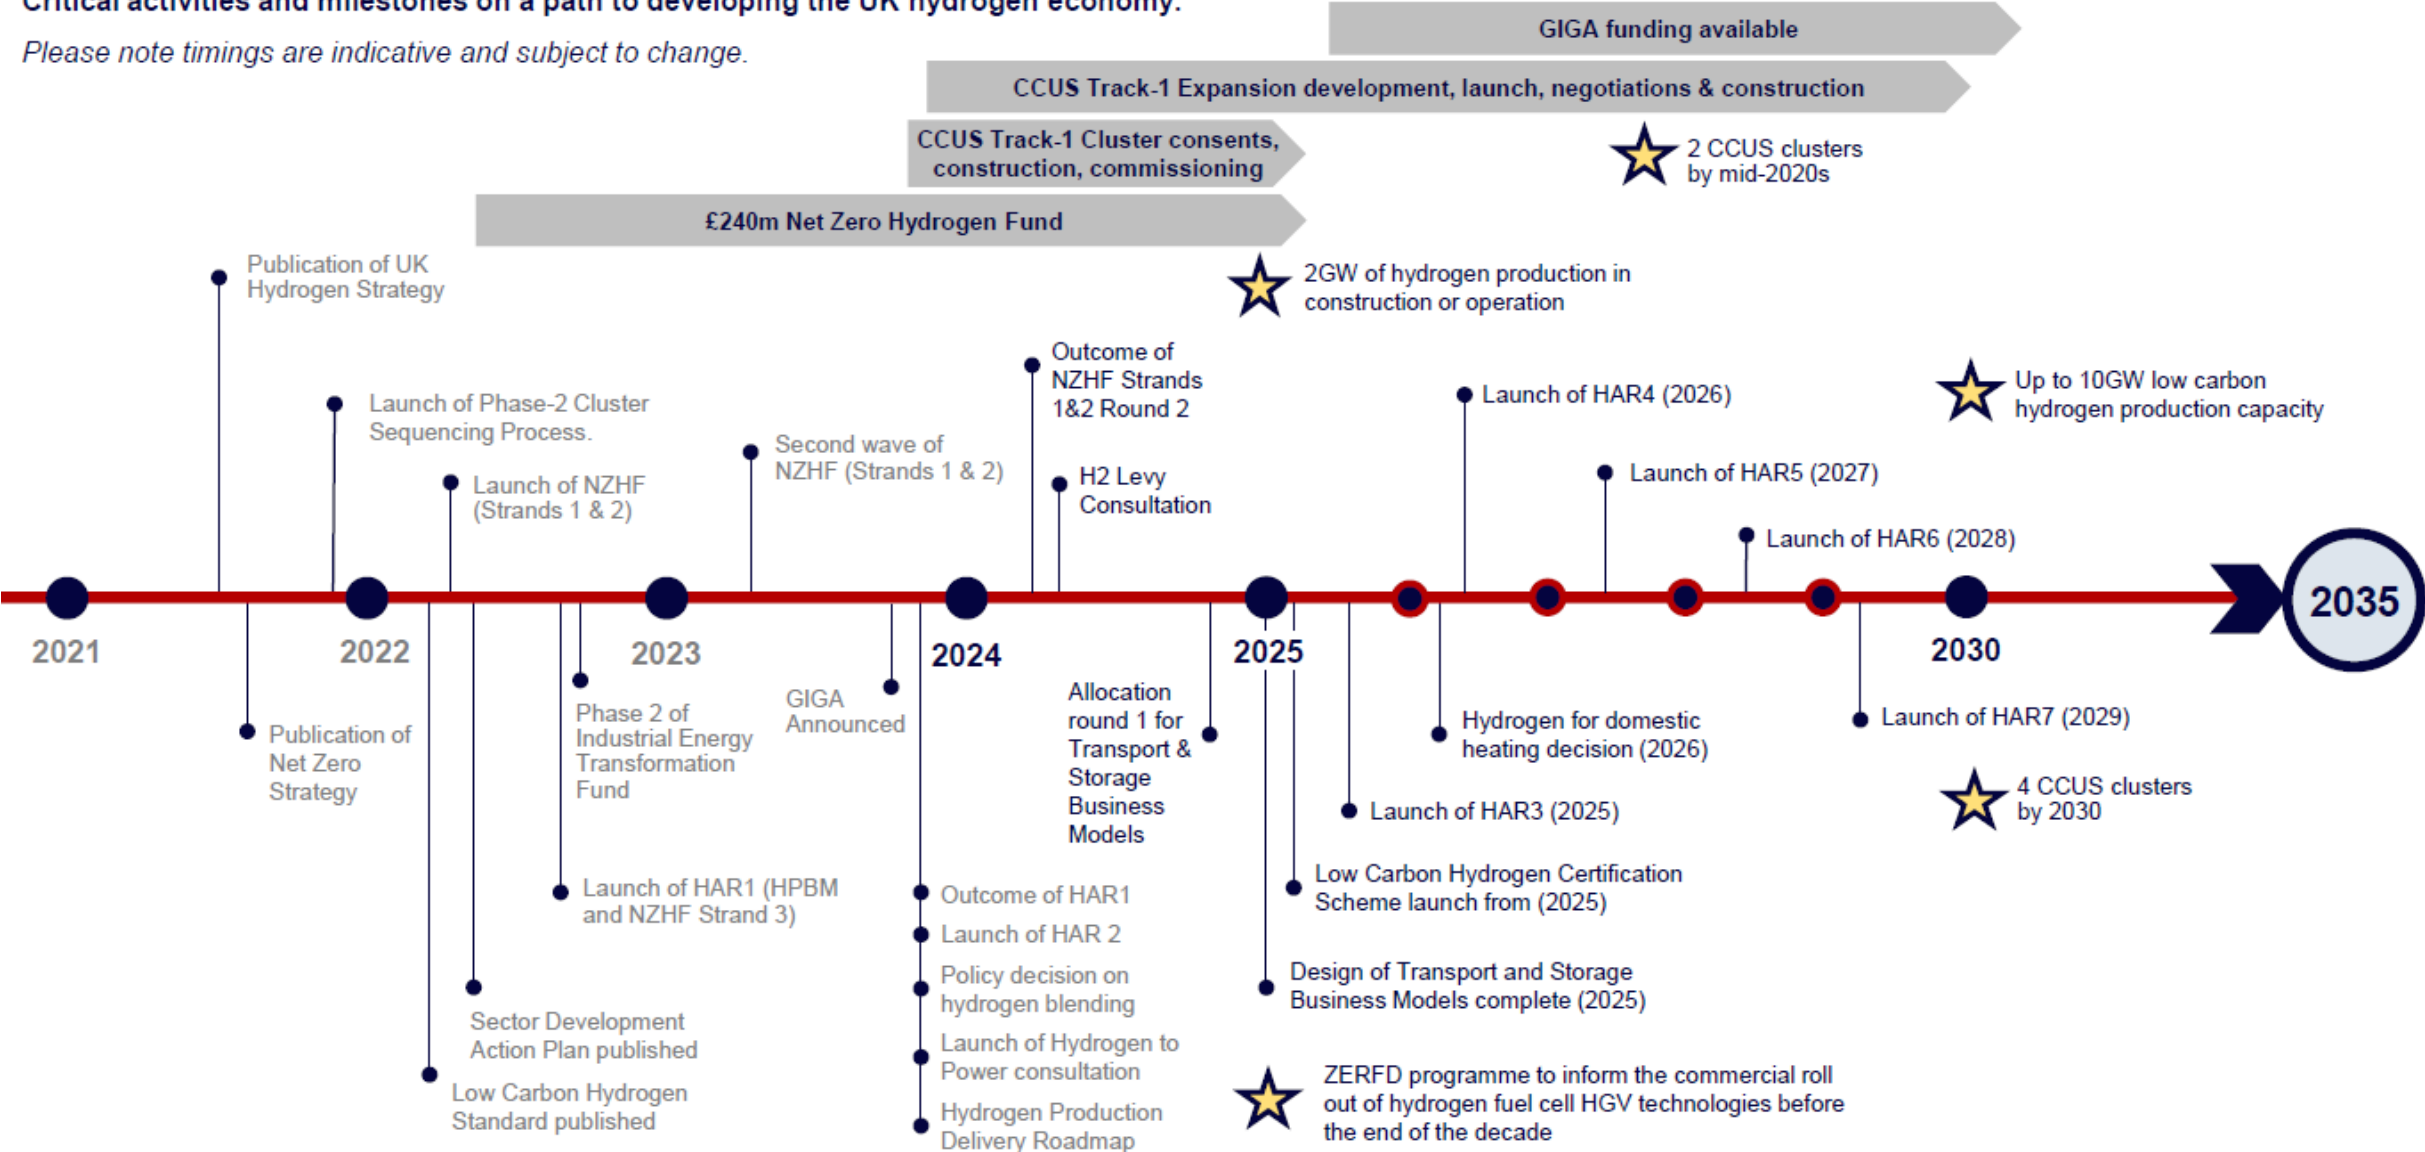 Critical activities and milestones on a path to developing the UK hydrogen economy.
Please note timings are indicative and subject to change.
GIGA funding available
CCUS Track-1 Expansion development, launch, negotiations & construction
CCUS Track-1 Cluster consents,
construction, commissioning
2 CCUS clusters
by mid-2020s
£240m Net Zero Hydrogen Fund
Publication of UK
Hydrogen Strategy
2GW of hydrogen production in
construction or operation
Launch of Phase-2 Cluster
Sequencing Process.
Launch of NZHF
(Strands 1 & 2)
Second wave of
NZHF (Strands 1 & 2)
Outcome of
NZHF Strands
1&2 Round 2
H2 Levy
Consultation
Launch of HAR4 (2026)
Launch of HAR5 (2027)
Launch of HAR6 (2028)
Up to 10GW low carbon
hydrogen production capacity
2021
2022
2023
2024
2025
2030
2035
Publication of
Net Zero
Strategy
Phase 2 of
Industrial Energy
Transformation
Fund
GIGA
Announced
Allocation
round 1 for
Transport &
Storage
Business
Models
Hydrogen for domestic
heating decision (2026)
Launch of HAR7 (2029)
Launch of HAR3 (2025)
4 CCUS clusters
by 2030
Launch of HAR1 (HPBM
and NZHF Strand 3)
Outcome of HAR1
Launch of HAR 2
Policy decision on
hydrogen blending
Launch of Hydrogen to
Power consultation
Hydrogen Production
Delivery Roadmap
Low Carbon Hydrogen Certification
Scheme launch from (2025)
Design of Transport and Storage
Business Models complete (2025)
Sector Development
Action Plan published
Low Carbon Hydrogen
Standard published
ZERFD programme to inform the commercial roll
out of hydrogen fuel cell HGV technologies before
the end of the decade